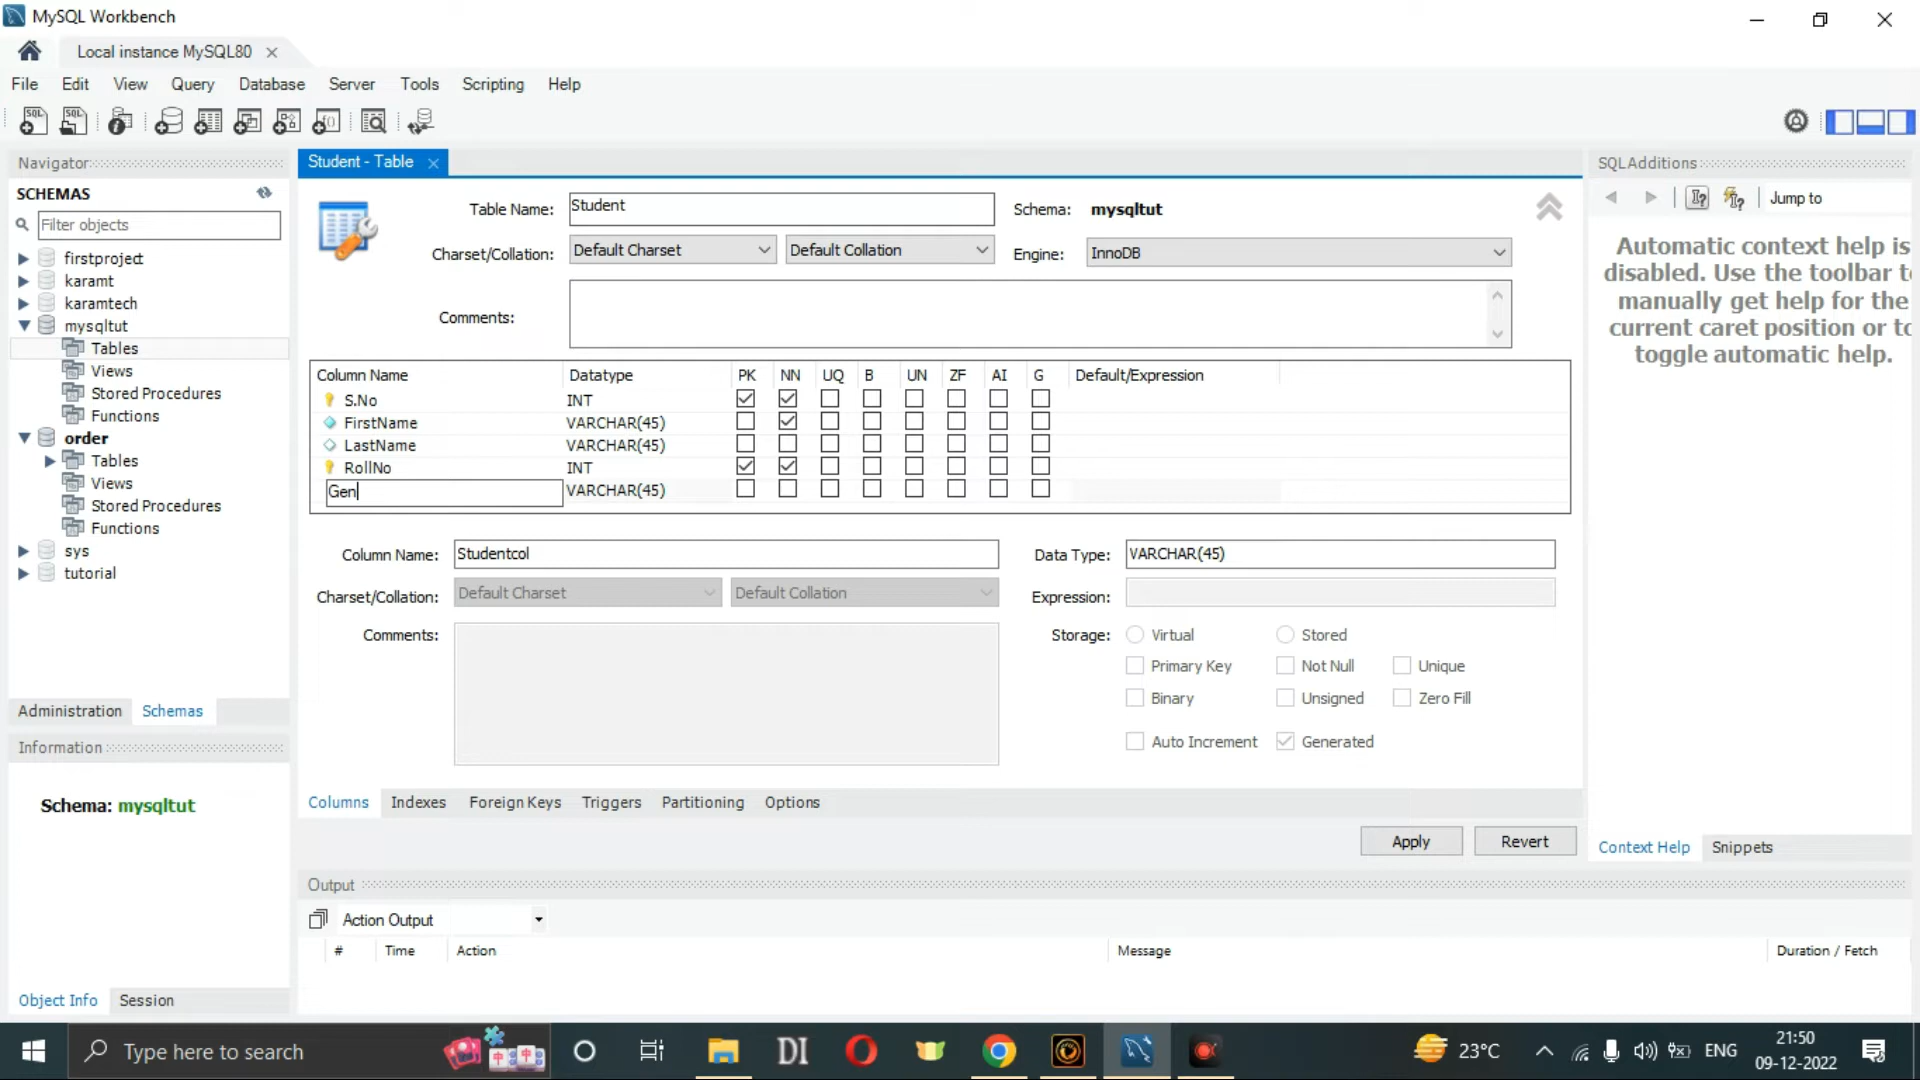 MySQL Workbench
Local instance MySQL80
File Edit View Query Database Server Tools Scripting Help
Navigator
SCHEMAS
Filter objects
firstproject
karamt
karamtech
mysqltut
Tables
Views
Stored Procedures
Functions
order
Tables
Views
Stored Procedures
Functions
sys
tutorial
Administration Schemas
Information
Schema: mysqltut
Object Info Session
Student - Table
Table Name: Student Schema: mysqltut
Charset/Collation: Default Charset Default Collation Engine: InnoDB
Comments:
Column Name Datatype PK NN UQ B UN ZF AI G Default/Expression
S.No INT
FirstName VARCHAR(45)
LastName VARCHAR(45)
RollNo INT
Gen VARCHAR(45)
Column Name: Studentcol Data Type: VARCHAR(45)
Charset/Collation: Default Charset Default Collation Expression:
Comments: Storage: Virtual Stored
Primary Key Not Null Unique
Binary Unsigned Zero Fill
Auto Increment Generated
Columns Indexes Foreign Keys Triggers Partitioning Options
Apply Revert
SQLAdditions
Jump to
Automatic context help is
disabled. Use the toolbar to
manually get help for the
current caret position or to
toggle automatic help.
Context Help Snippets
Output
Action Output
# Time Action Message Duration / Fetch
Type here to search
DI
23°C
ENG
21:50
09-12-2022